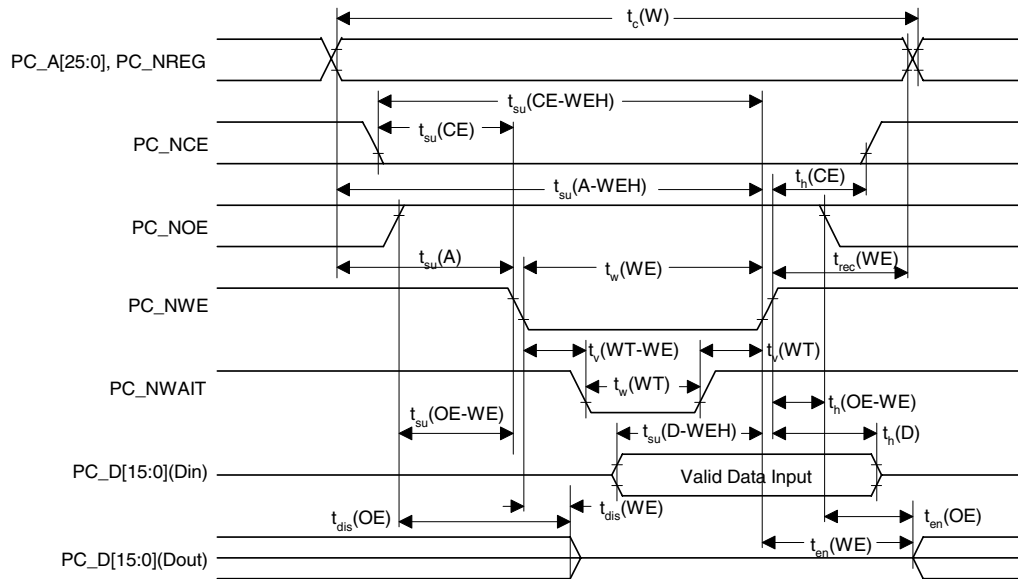 t_c(W)
PC_A[25:0], PC_NREG
t_su(CE-WEH)
t_su(CE)
PC_NCE
t_su(A-WEH)
t_h(CE)
PC_NOE
t_su(A)
t_w(WE)
t_rec(WE)
PC_NWE
t_v(WT-WE)
t_v(WT)
PC_NWAIT
t_w(WT)
t_su(OE-WE)
t_h(OE-WE)
t_su(D-WEH)
t_h(D)
PC_D[15:0](Din)
Valid Data Input
t_dis(OE)
t_dis(WE)
t_en(OE)
PC_D[15:0](Dout)
t_en(WE)